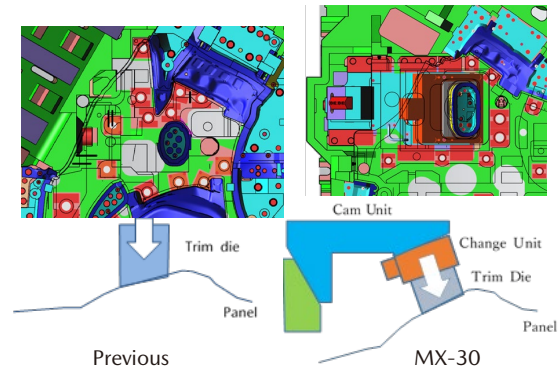 Cam Unit
Trim die
Change Unit
Trim Die
Panel
Panel
Previous
MX-30